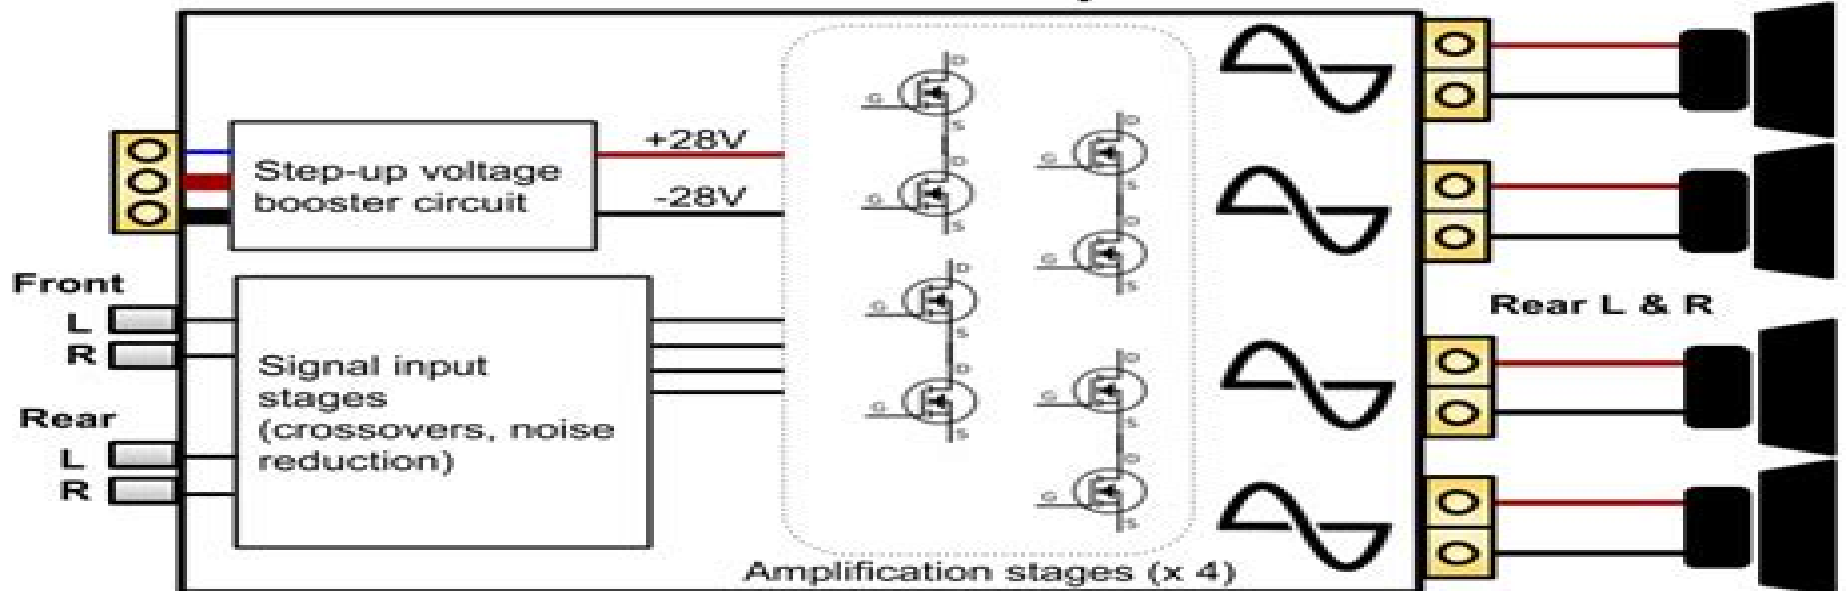 +28V
Step-up voltage
booster circuit
-28V
Front
L
R
Signal input
stages
(crossovers, noise
reduction)
Rear
L
R
D
G
S
D
G
S
D
G
S
D
G
S
D
G
S
D
G
S
D
G
S
D
G
S
Rear L & R
Amplification stages (x 4)